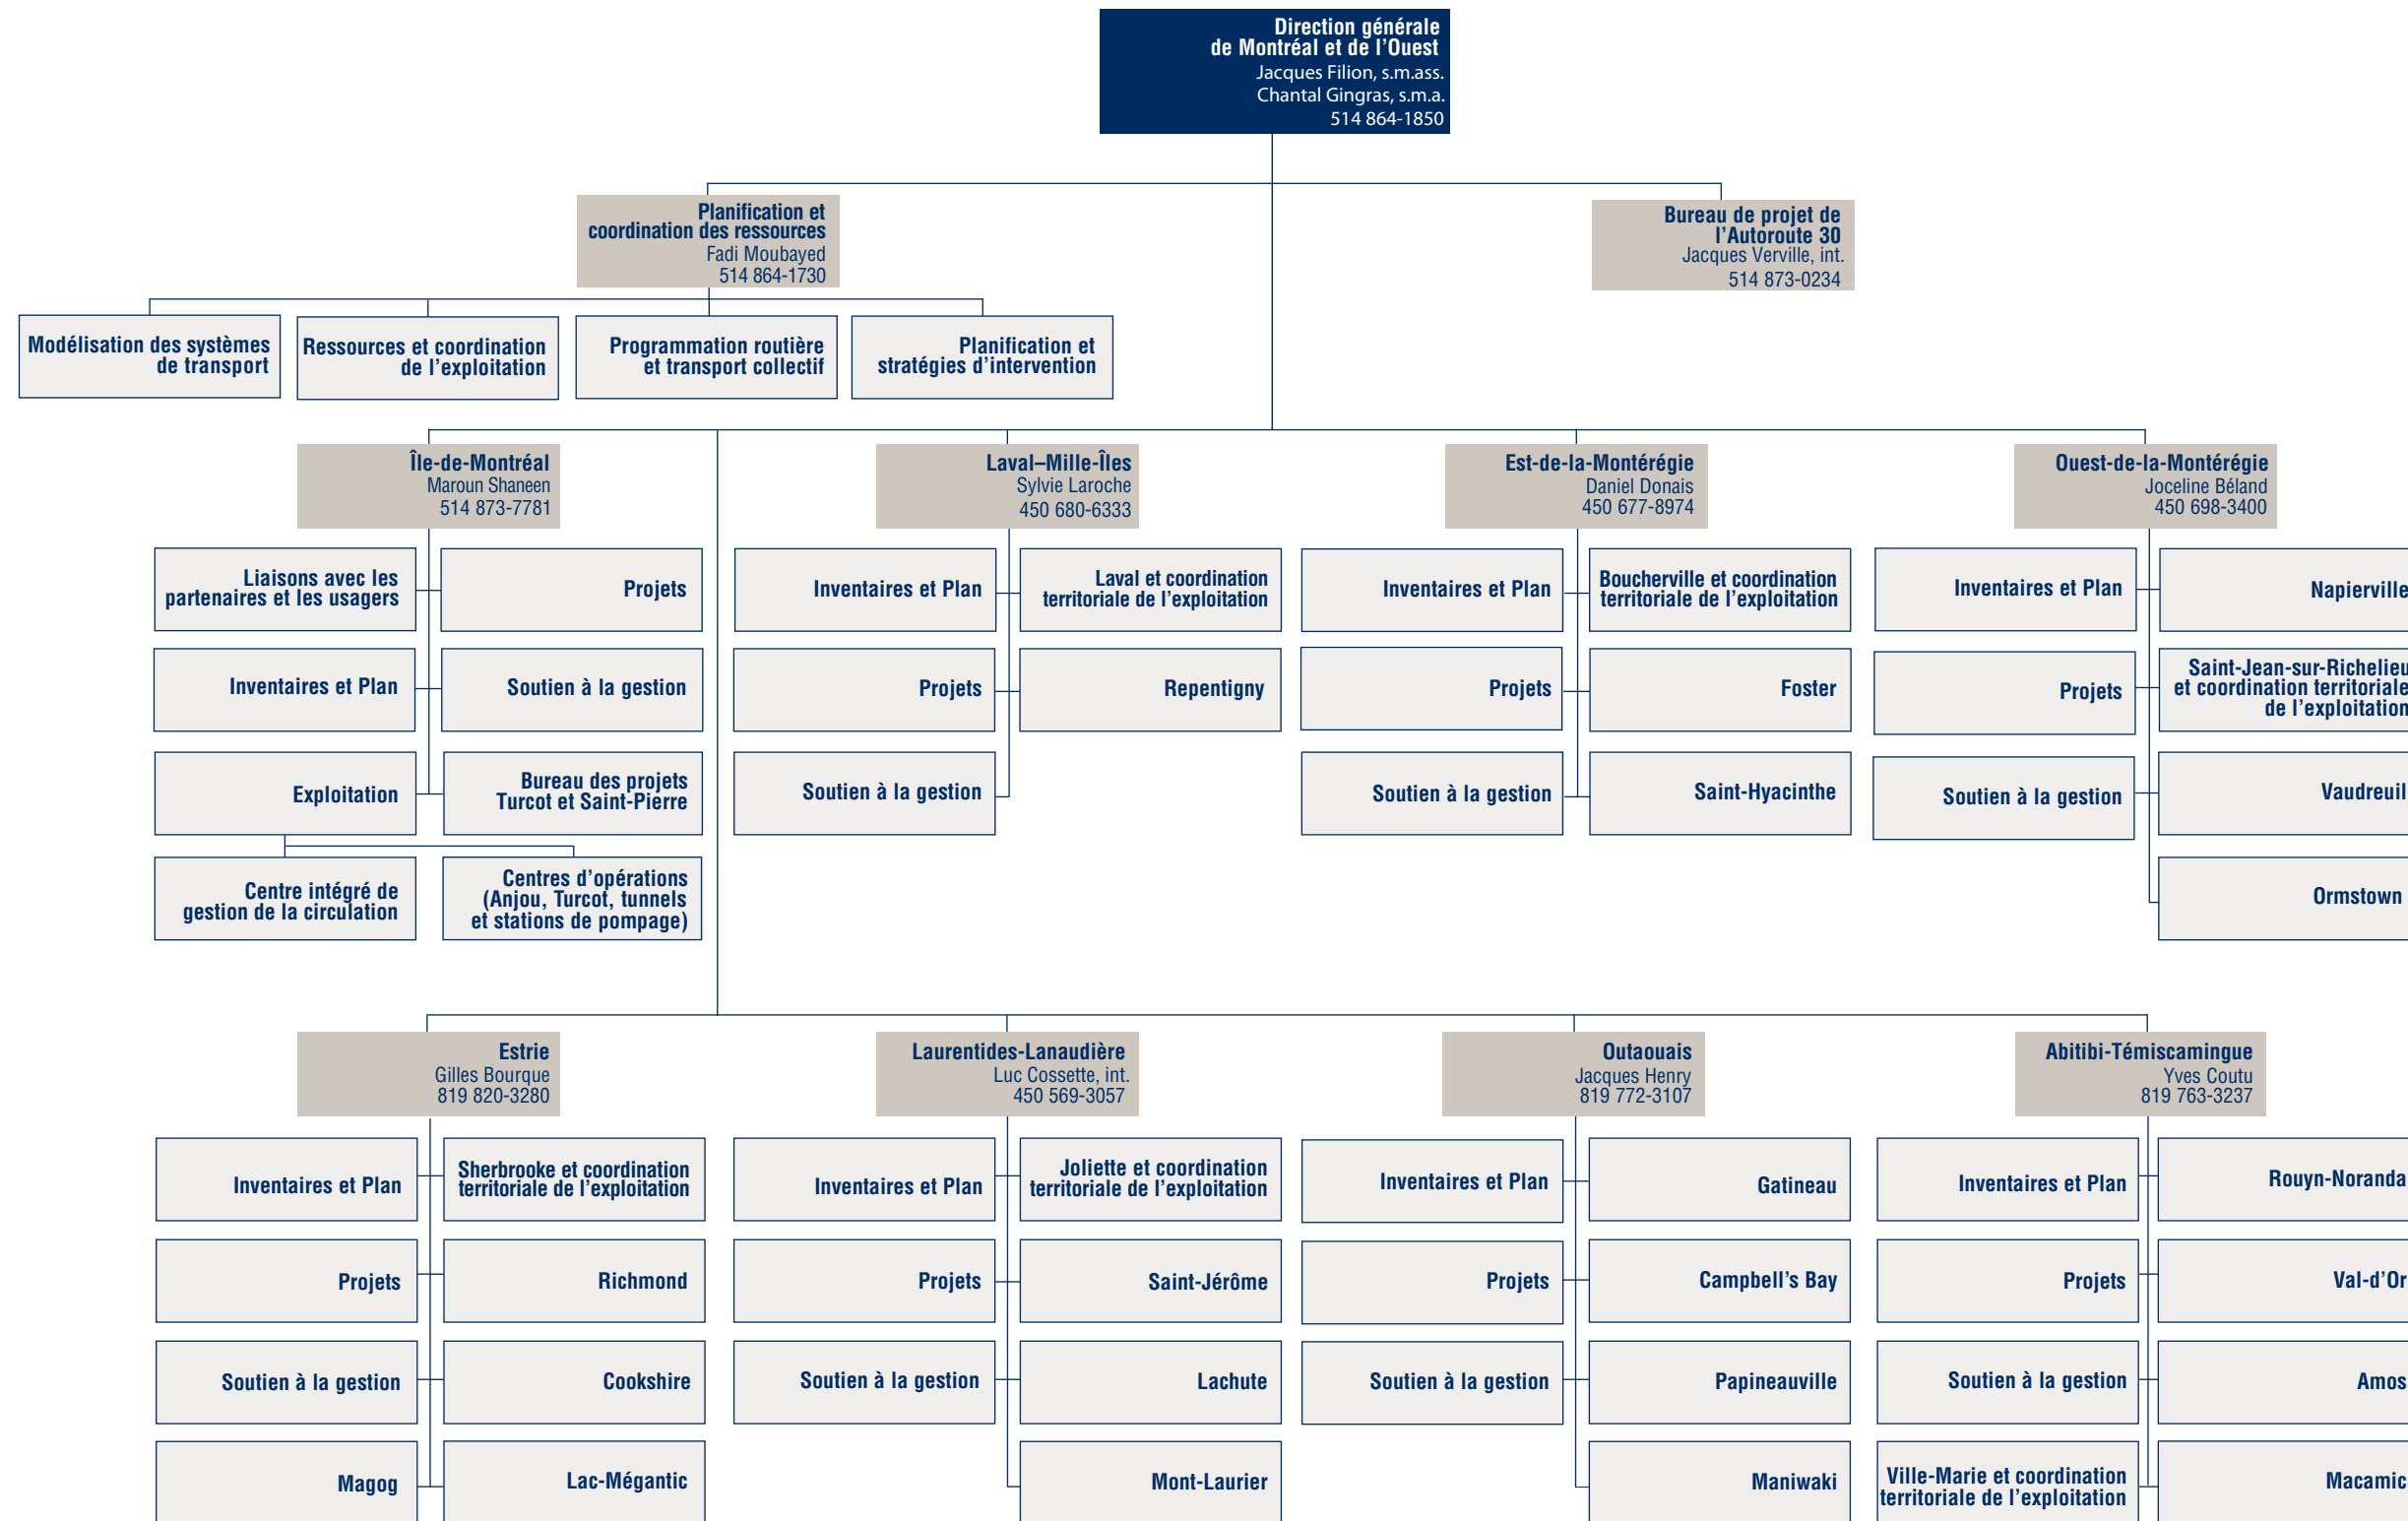 Direction générale
de Montréal et de l'Ouest
Jacques Filion, s.m.ass.
Chantal Gingras, s.m.a.
514 864-1850
Planification et
coordination des ressources
Fadi Moubayed
514 864-1730
Bureau de projet de
l'Autoroute 30
Jacques Verville, int.
514 873-0234
Modélisation des systèmes
de transport
Ressources et coordination
de l'exploitation
Programmation routière
et transport collectif
Planification et
stratégies d'intervention
Île-de-Montréal
Maroun Shaneen
514 873-7781
Laval–Mille-Îles
Sylvie Laroche
450 680-6333
Est-de-la-Montérégie
Daniel Donais
450 677-8974
Ouest-de-la-Montérégie
Joceline Béland
450 698-3400
Liaisons avec les
partenaires et les usagers
Projets
Inventaires et Plan
Laval et coordination
territoriale de l'exploitation
Inventaires et Plan
Boucherville et coordination
territoriale de l'exploitation
Inventaires et Plan
Napierville
Inventaires et Plan
Soutien à la gestion
Projets
Repentigny
Projets
Foster
Projets
Saint-Jean-sur-Richelieu
et coordination territoriale
de l'exploitation
Exploitation
Bureau des projets
Turcot et Saint-Pierre
Soutien à la gestion
Soutien à la gestion
Saint-Hyacinthe
Soutien à la gestion
Vaudreuil
Centre intégré de
gestion de la circulation
Centres d'opérations
(Anjou, Turcot, tunnels
et stations de pompage)
Ormstown
Estrie
Gilles Bourque
819 820-3280
Laurentides-Lanaudière
Luc Cossette, int.
450 569-3057
Outaouais
Jacques Henry
819 772-3107
Abitibi-Témiscamingue
Yves Coutu
819 763-3237
Inventaires et Plan
Sherbrooke et coordination
territoriale de l'exploitation
Inventaires et Plan
Joliette et coordination
territoriale de l'exploitation
Inventaires et Plan
Gatineau
Inventaires et Plan
Rouyn-Noranda
Projets
Richmond
Projets
Saint-Jérôme
Projets
Campbell's Bay
Projets
Val-d'Or
Soutien à la gestion
Cookshire
Soutien à la gestion
Lachute
Soutien à la gestion
Papineauville
Soutien à la gestion
Amos
Magog
Lac-Mégantic
Mont-Laurier
Maniwaki
Ville-Marie et coordination
territoriale de l'exploitation
Macamic